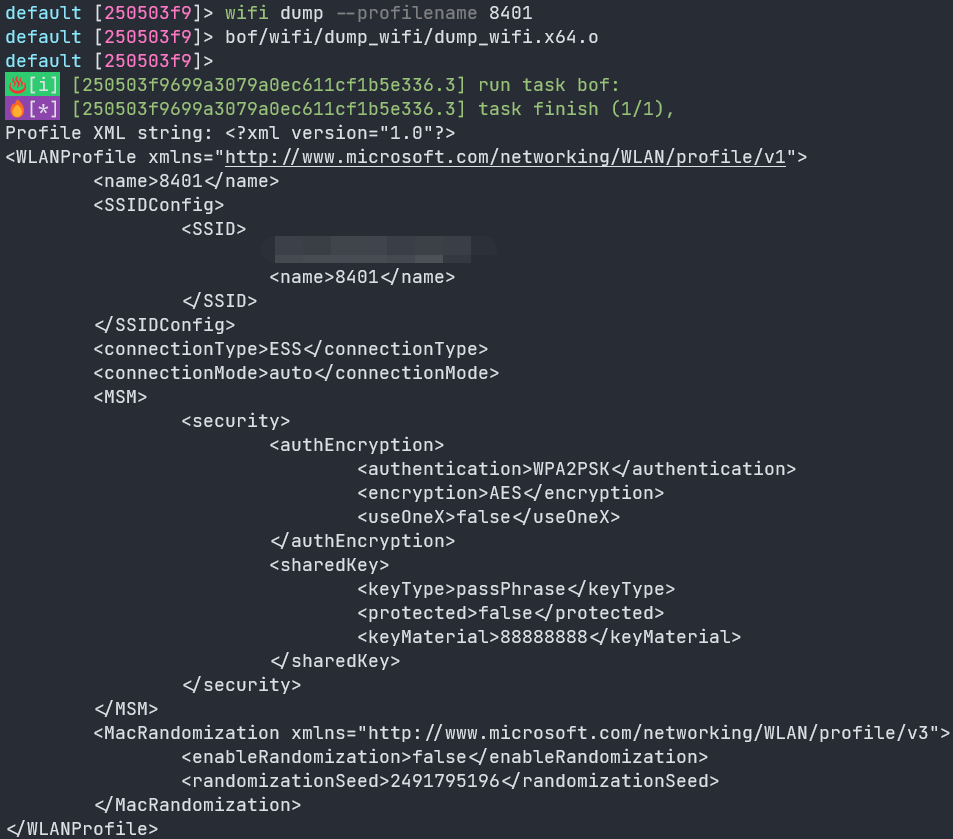 default [250503f9]> wifi dump --profilename 8401
default [250503f9]> bof/wifi/dump_wifi/dump_wifi.x64.o
default [250503f9]>
[i] [250503f9699a3079a0ec611cf1b5e336.3] run task bof:
[*] [250503f9699a3079a0ec611cf1b5e336.3] task finish (1/1),
Profile XML string: <?xml version="1.0"?>
<WLANProfile xmlns="http://www.microsoft.com/networking/WLAN/profile/v1">
<name>8401</name>
<SSIDConfig>
<SSID>
<name>8401</name>
</SSID>
</SSIDConfig>
<connectionType>ESS</connectionType>
<connectionMode>auto</connectionMode>
<MSM>
<security>
<authEncryption>
<authentication>WPA2PSK</authentication>
<encryption>AES</encryption>
<useOneX>false</useOneX>
</authEncryption>
<sharedKey>
<keyType>passPhrase</keyType>
<protected>false</protected>
<keyMaterial>88888888</keyMaterial>
</sharedKey>
</security>
</MSM>
<MacRandomization xmlns="http://www.microsoft.com/networking/WLAN/profile/v3">
<enableRandomization>false</enableRandomization>
<randomizationSeed>2491795196</randomizationSeed>
</MacRandomization>
</WLANProfile>